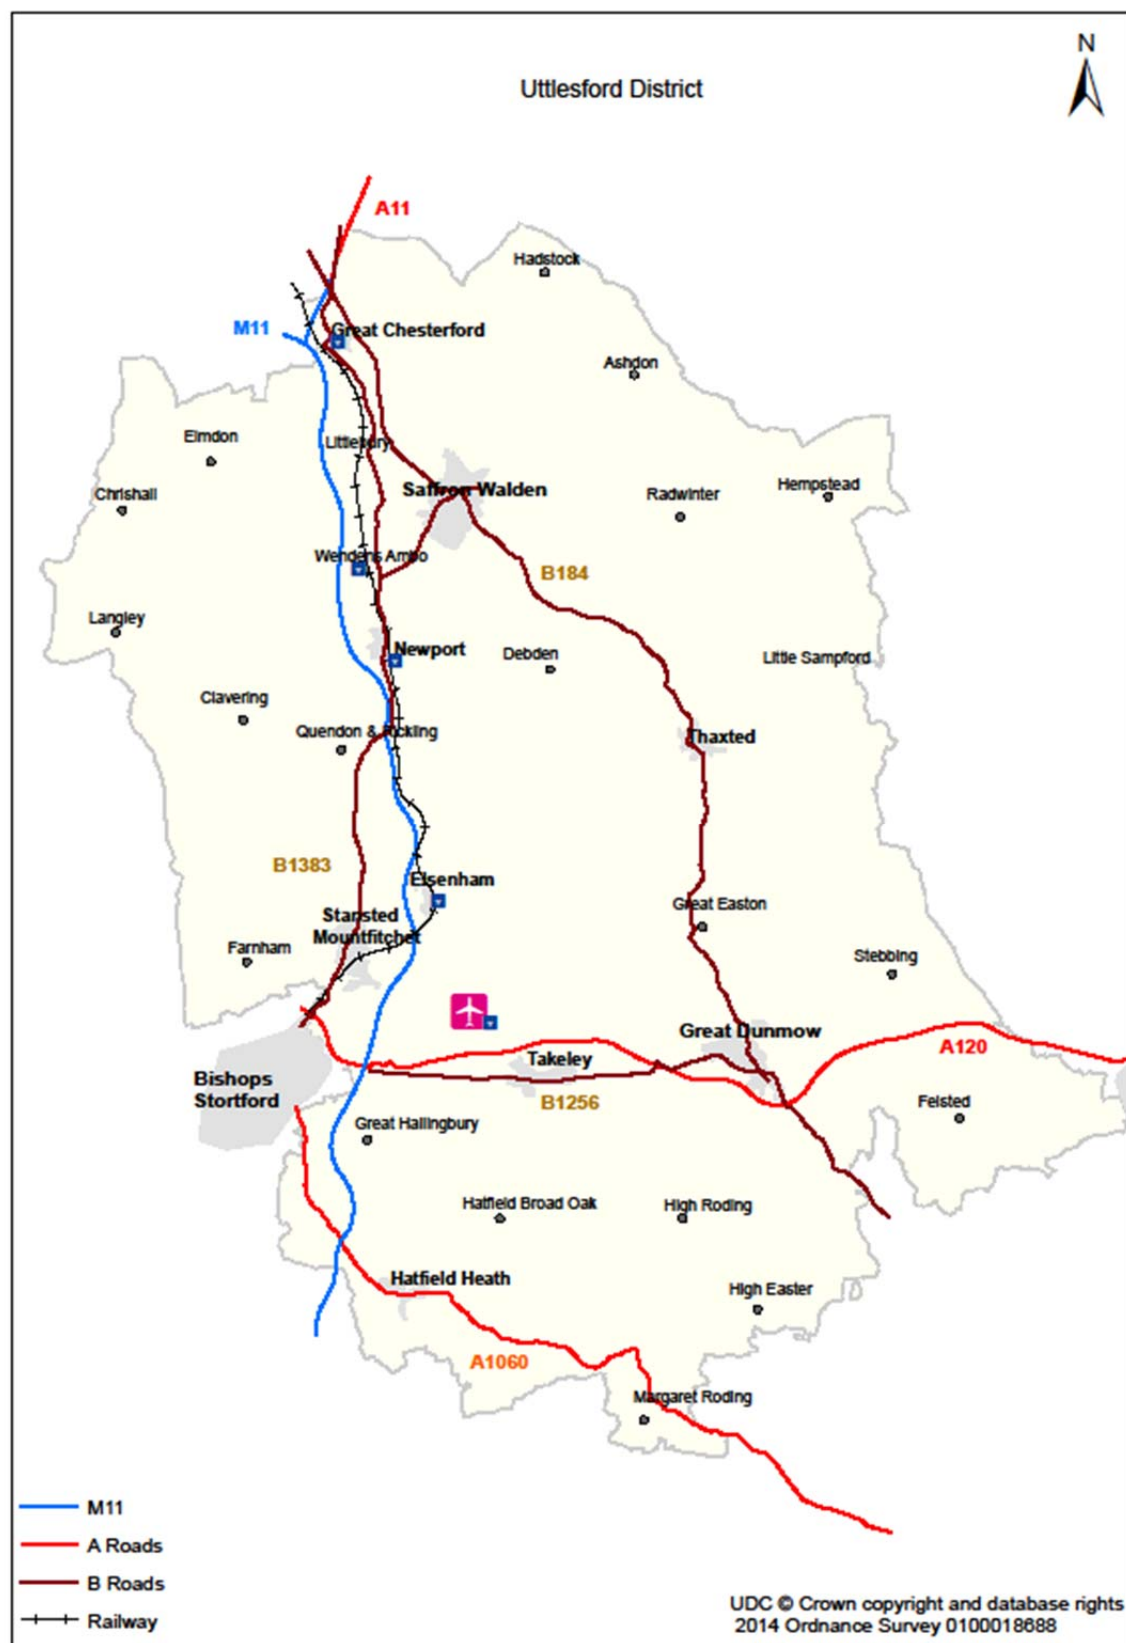 N
Uttlesford District
A11
Hadstock
M11
Great Chesterford
Ashdon
Elmdon
Littlebury
Chrishall
Saffron Walden
Radwinter
Hempstead
Wendens Ambo
B184
Langley
Newport
Debden
Little Sampford
Clavering
Quendon & Rickling
Thaxted
B1383
Elsenham
Great Easton
Stansted
Mountfitchet
Farnham
Stebbing
Great Dunmow
A120
Takeley
Bishops
Stortford
B1256
Felsted
Great Hallingbury
Hatfield Broad Oak
High Roding
Hatfield Heath
High Easter
A1060
Margaret Roding
M11
A Roads
B Roads
Railway
UDC © Crown copyright and database rights
2014 Ordnance Survey 0100018688